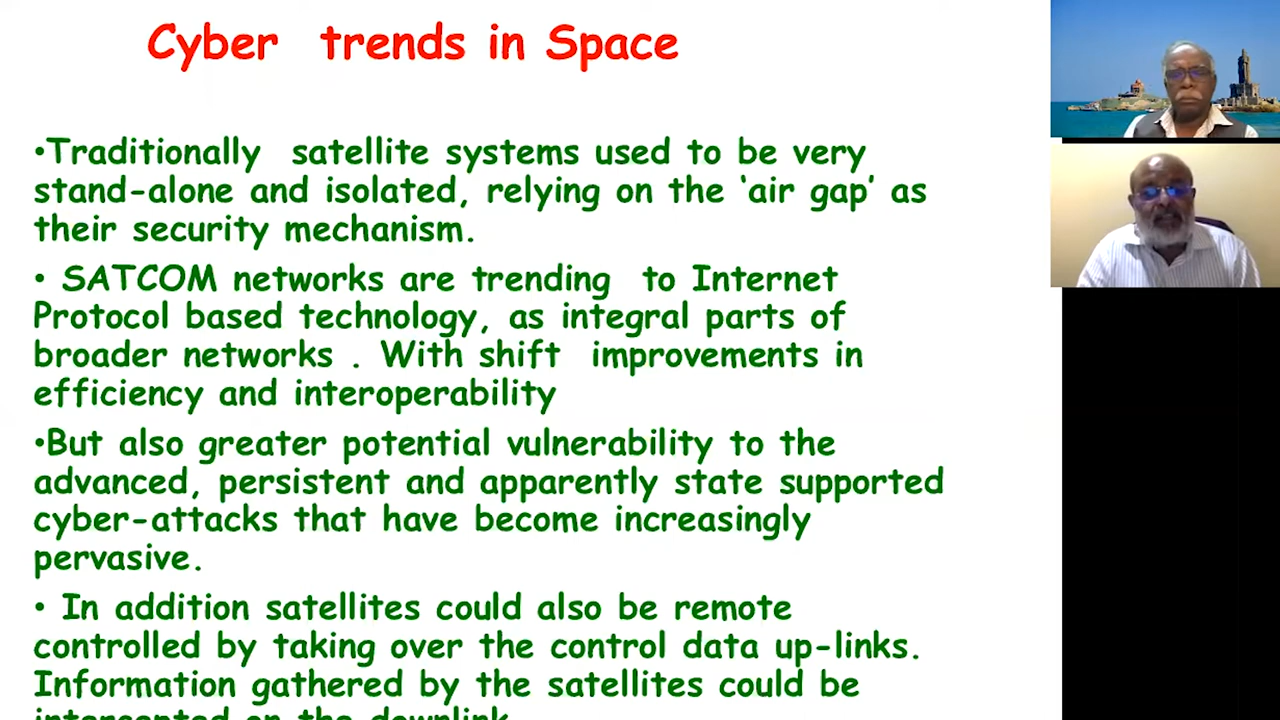 Cyber trends in Space
•Traditionally satellite systems used to be very
stand-alone and isolated, relying on the ‘air gap’ as
their security mechanism.
• SATCOM networks are trending to Internet
Protocol based technology, as integral parts of
broader networks . With shift improvements in
efficiency and interoperability
•But also greater potential vulnerability to the
advanced, persistent and apparently state supported
cyber-attacks that have become increasingly
pervasive.
• In addition satellites could also be remote
controlled by taking over the control data up-links.
Information gathered by the satellites could be
intercepted on the downlink